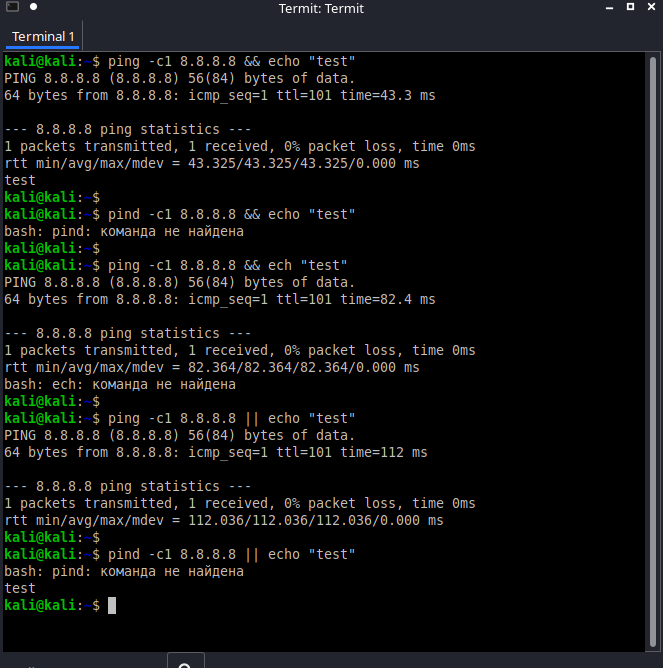 Termit: Termit
Terminal 1
kali@kali:~$ ping -c1 8.8.8.8 && echo "test"
PING 8.8.8.8 (8.8.8.8) 56(84) bytes of data.
64 bytes from 8.8.8.8: icmp_seq=1 ttl=101 time=43.3 ms
--- 8.8.8.8 ping statistics ---
1 packets transmitted, 1 received, 0% packet loss, time 0ms
rtt min/avg/max/mdev = 43.325/43.325/43.325/0.000 ms
test
kali@kali:~$
kali@kali:~$ pind -c1 8.8.8.8 && echo "test"
bash: pind: команда не найдена
kali@kali:~$
kali@kali:~$ ping -c1 8.8.8.8 && ech "test"
PING 8.8.8.8 (8.8.8.8) 56(84) bytes of data.
64 bytes from 8.8.8.8: icmp_seq=1 ttl=101 time=82.4 ms
--- 8.8.8.8 ping statistics ---
1 packets transmitted, 1 received, 0% packet loss, time 0ms
rtt min/avg/max/mdev = 82.364/82.364/82.364/0.000 ms
bash: ech: команда не найдена
kali@kali:~$
kali@kali:~$ ping -c1 8.8.8.8 || echo "test"
PING 8.8.8.8 (8.8.8.8) 56(84) bytes of data.
64 bytes from 8.8.8.8: icmp_seq=1 ttl=101 time=112 ms
--- 8.8.8.8 ping statistics ---
1 packets transmitted, 1 received, 0% packet loss, time 0ms
rtt min/avg/max/mdev = 112.036/112.036/112.036/0.000 ms
kali@kali:~$
kali@kali:~$ pind -c1 8.8.8.8 || echo "test"
bash: pind: команда не найдена
test
kali@kali:~$